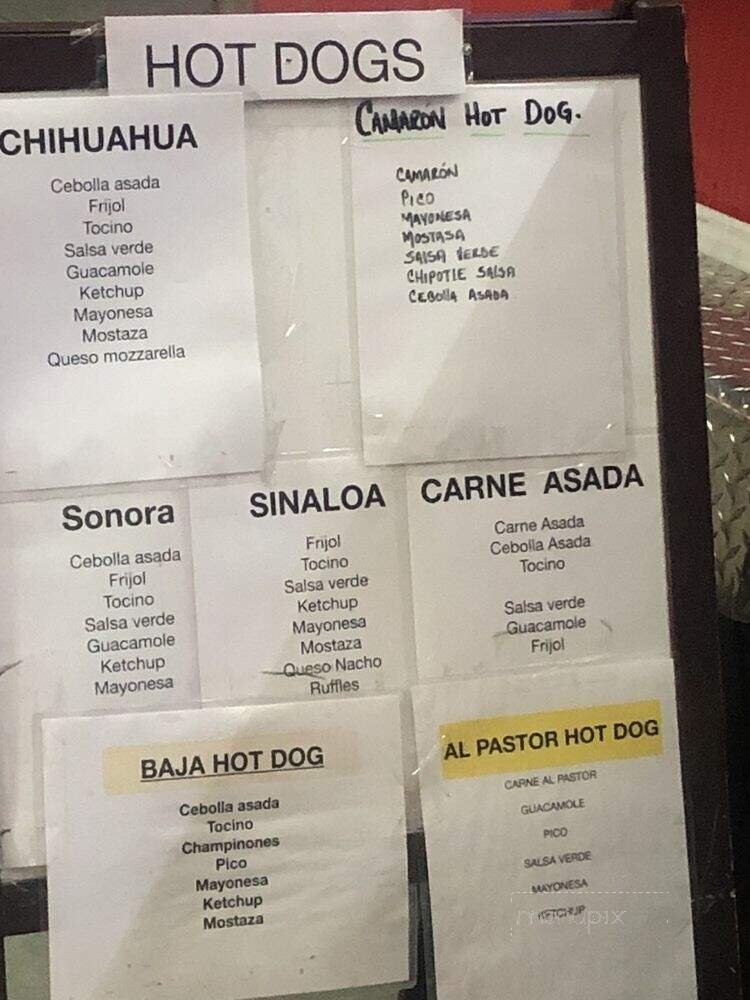 HOT DOGS
CHIHUAHUA
Cebolla asada
Frijol
Tocino
Salsa verde
Guacamole
Ketchup
Mayonesa
Mostaza
Queso mozzarella
CAMARÓN HOT DOG.
CAMARÓN
PICO
MAYONESA
MOSTASA
SALSA VERDE
CHIPOTLE SALSA
CEBOLLA ASADA
Sonora
Cebolla asada
Frijol
Tocino
Salsa verde
Guacamole
Ketchup
Mayonesa
SINALOA
Frijol
Tocino
Salsa verde
Ketchup
Mayonesa
Mostaza
Queso Nacho
Ruffles
CARNE ASADA
Carne Asada
Cebolla Asada
Tocino
Salsa verde
Guacamole
Frijol
BAJA HOT DOG
Cebolla asada
Tocino
Champinones
Pico
Mayonesa
Ketchup
Mostaza
AL PASTOR HOT DOG
CARNE AL PASTOR
GUACAMOLE
PICO
SALSA VERDE
MAYONESA
KETCHUP